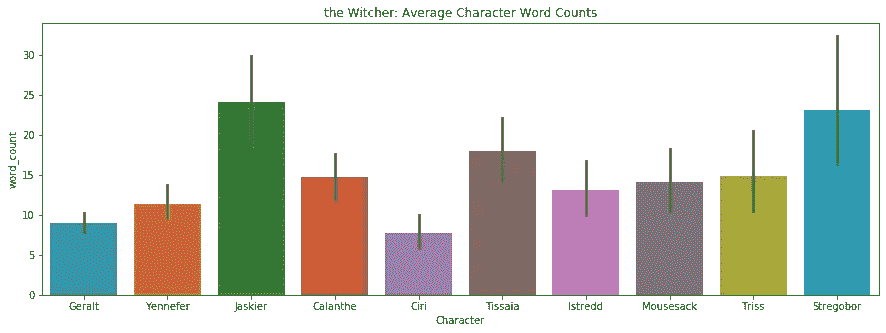 the Witcher: Average Character Word Counts
30
25
20
15
10
5
0
word_count
Geralt Yennefer Jaskier Calanthe Ciri Tissaia Istredd Mousesack Triss Stregobor
Character